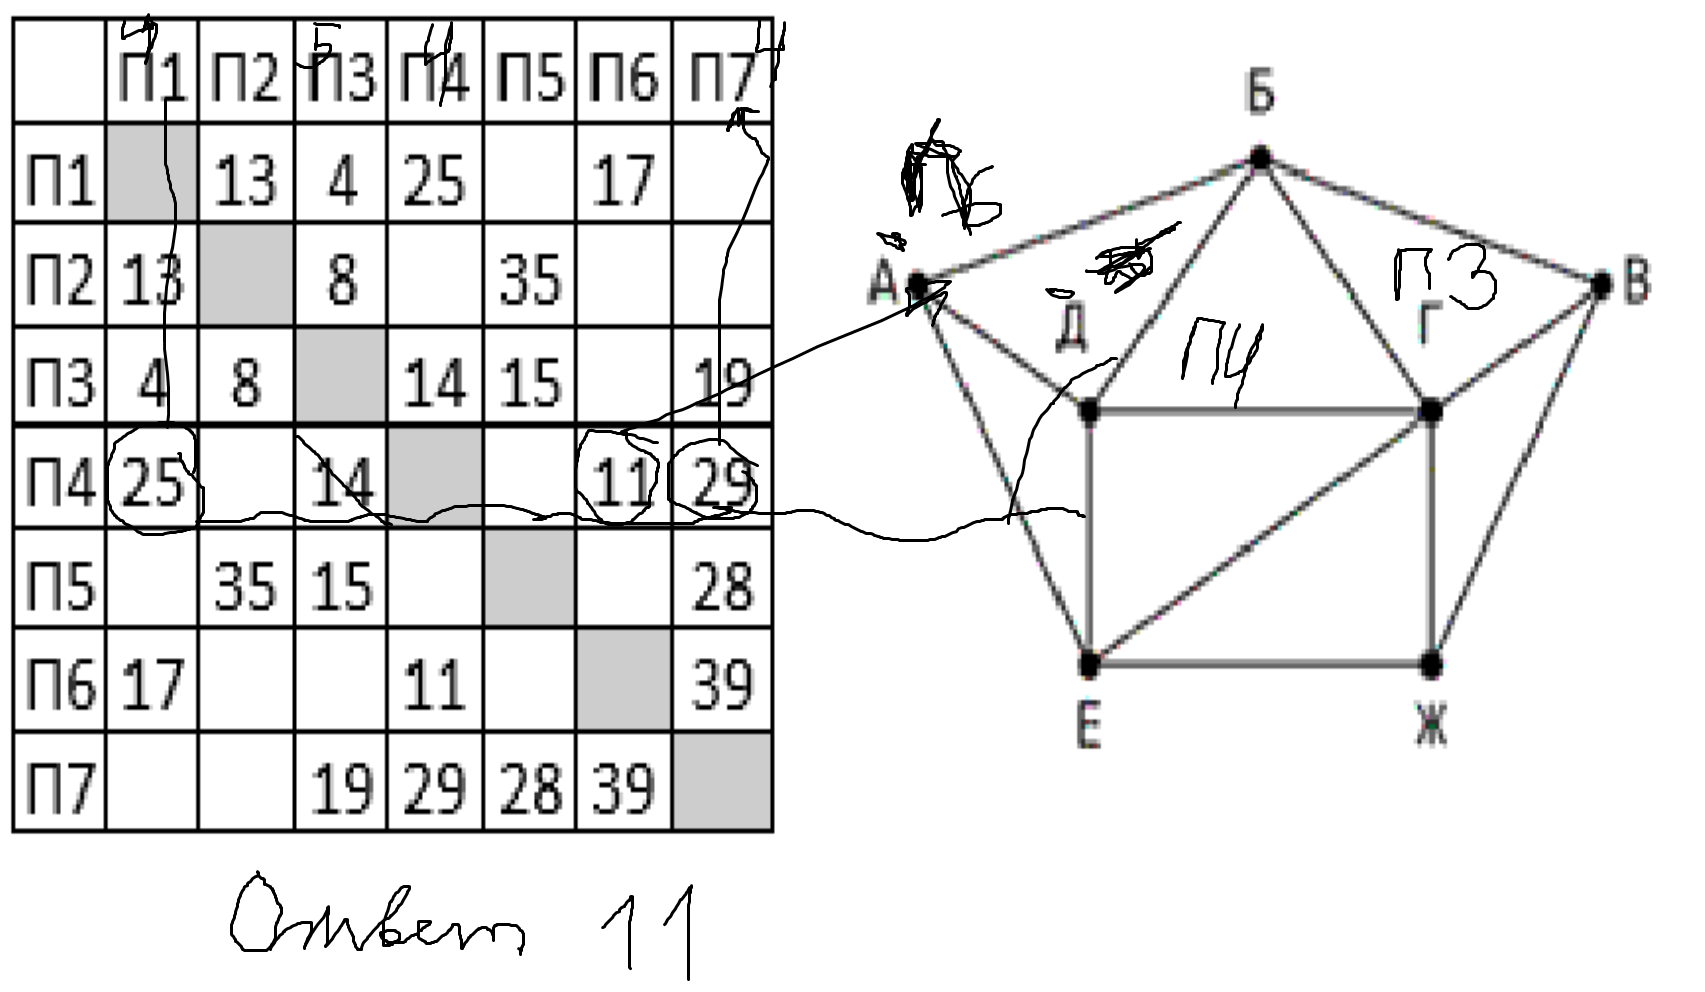 4 5 4 4
П1 П2 П3 П4 П5 П6 П7
П1 13 4 25 17
П2 13 8 35
П3 4 8 14 15 19
П4 25 14 11 29
П5 35 15 28
П6 17 11 39
П7 19 29 28 39
Б
П6
А В
П3
Д Г
П4
Е Ж
Ответ 11